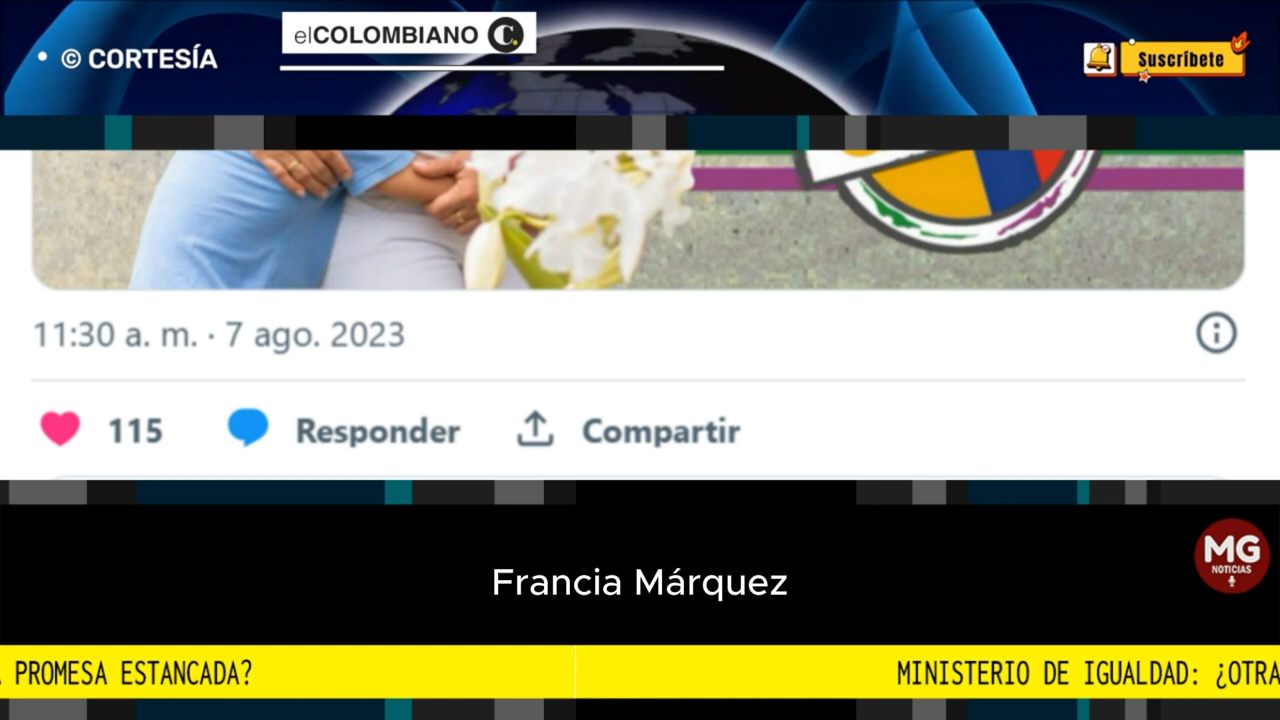 • © CORTESÍA
elCOLOMBIANO C.
Suscríbete
11:30 a. m. · 7 ago. 2023
115 Responder Compartir
MG
NOTICIAS
Francia Márquez
PROMESA ESTANCADA? MINISTERIO DE IGUALDAD: ¿OTRA